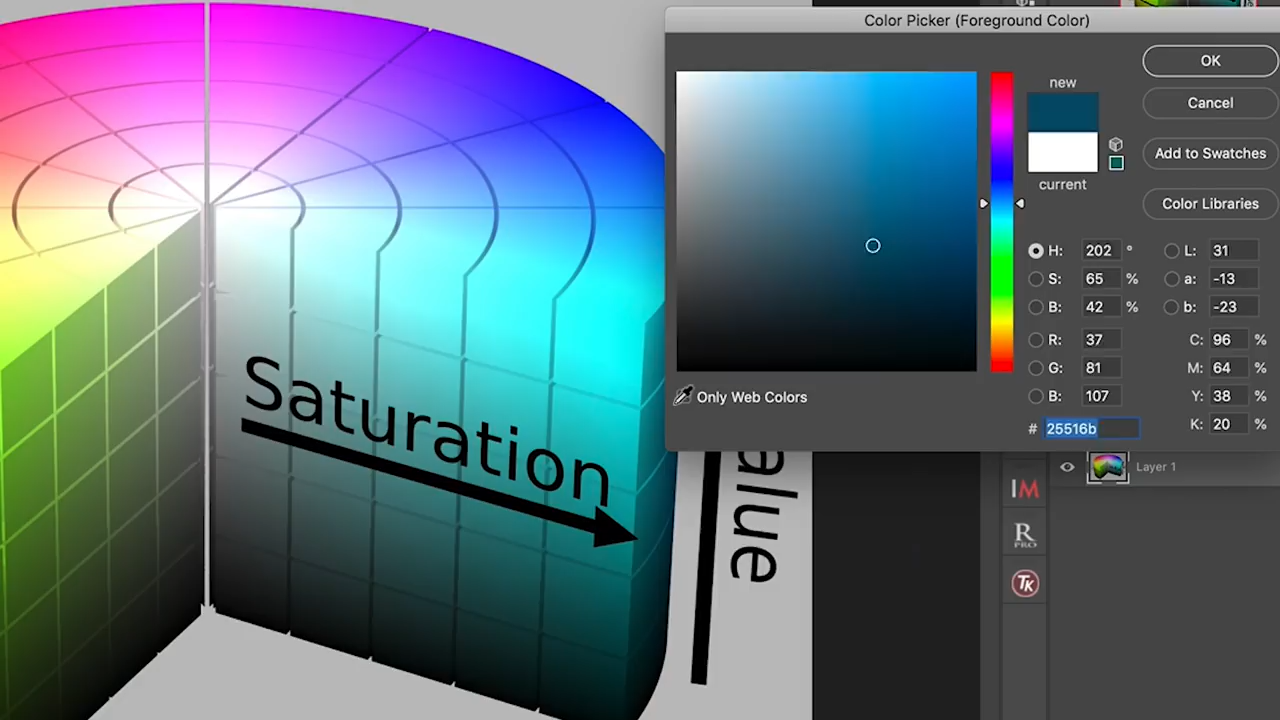 Color Picker (Foreground Color)
OK
new
Cancel
Add to Swatches
current
Color Libraries
H: 202 °
L: 31
S: 65 %
a: -13
B: 42 %
b: -23
R: 37
C: 96 %
G: 81
M: 64 %
B: 107
Y: 38 %
Only Web Colors
# 25516b
K: 20 %
Saturation
alue
Layer 1
IM
R
PRO
TK